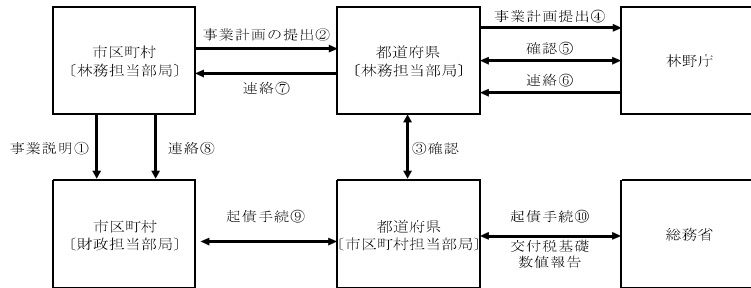 事業計画の提出②
事業計画提出④
市区町村
〔林務担当部局〕
都道府県
〔林務担当部局〕
確認⑤
林野庁
連絡⑦
連絡⑥
事業説明①
連絡⑧
③確認
市区町村
〔財政担当部局〕
起債手続⑨
都道府県
〔市区町村担当部局〕
起債手続⑩
交付税基礎
数値報告
総務省